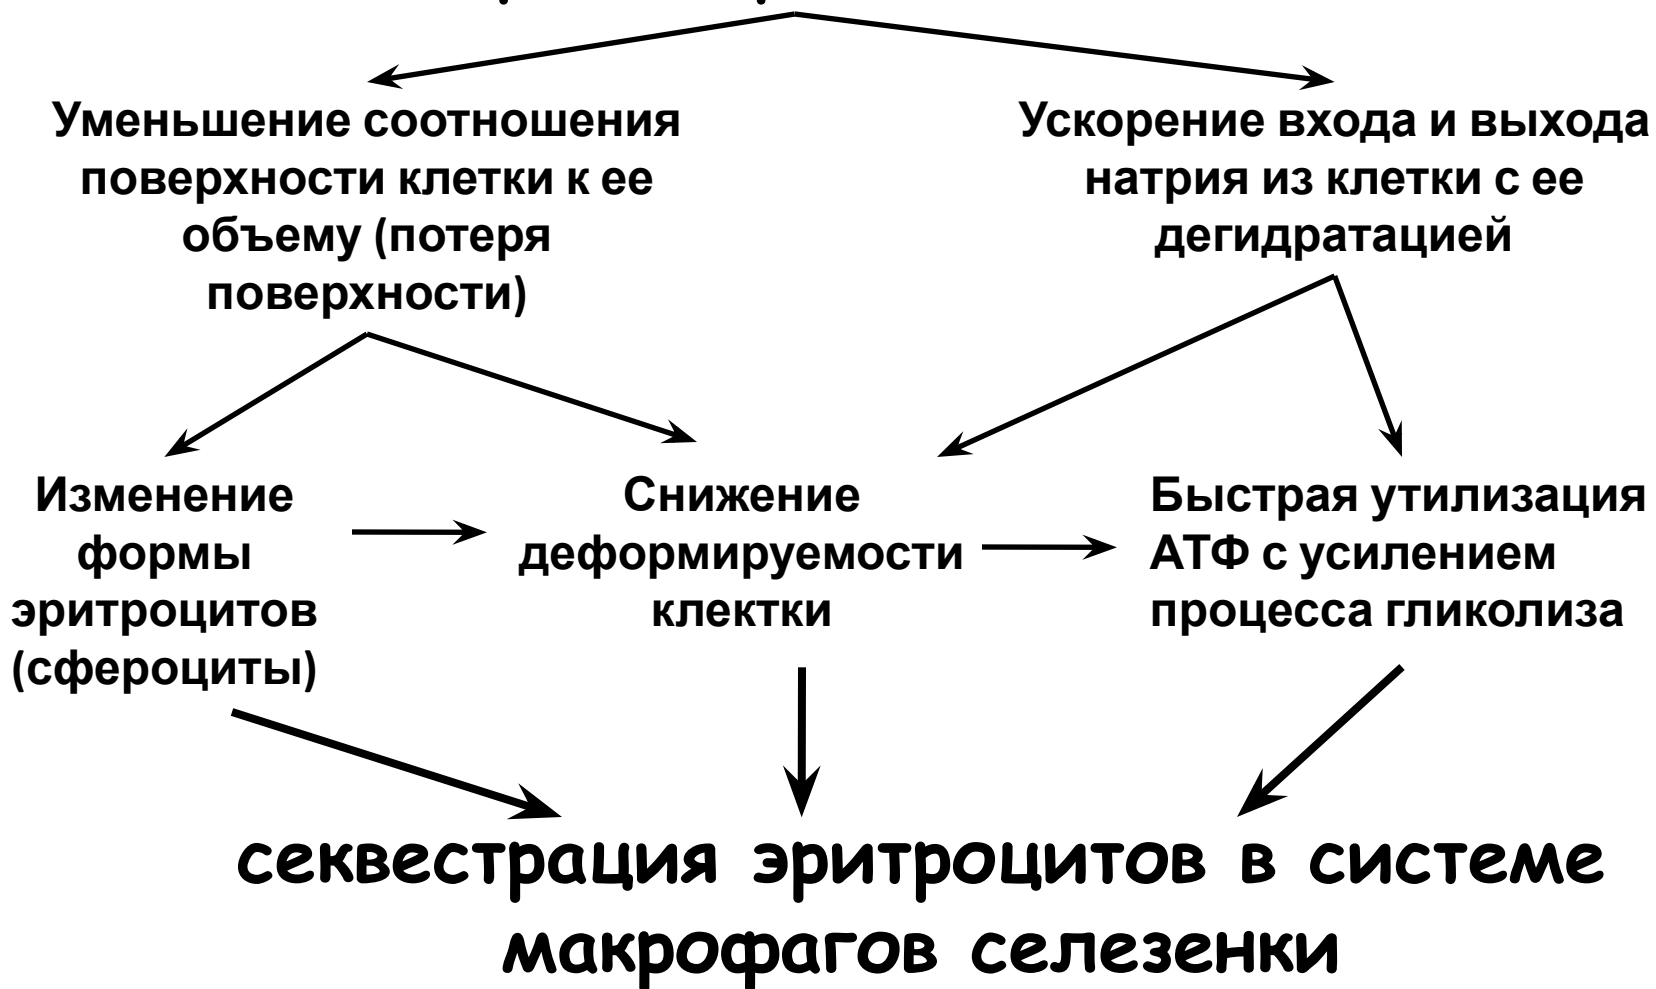 Уменьшение соотношения
поверхности клетки к ее
объему (потеря
поверхности)
Ускорение входа и выхода
натрия из клетки с ее
дегидратацией
Изменение
формы
эритроцитов
(сфероциты)
Снижение
деформируемости
клектки
Быстрая утилизация
АТФ с усилением
процесса гликолиза
секвестрация эритроцитов в системе
макрофагов селезенки